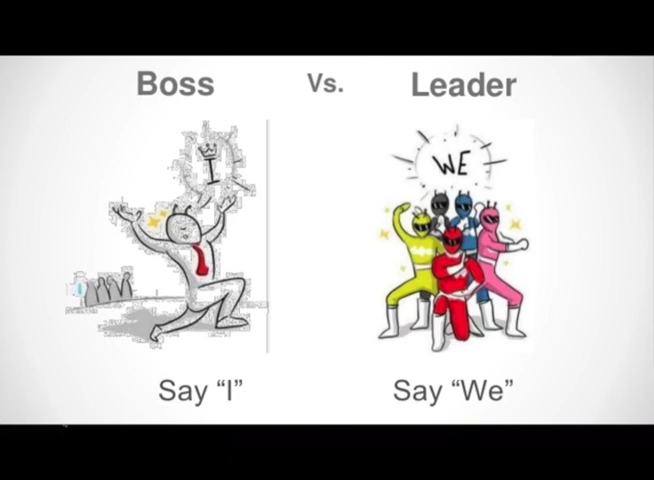 Boss Vs. Leader
I
WE
Say “I” Say “We”